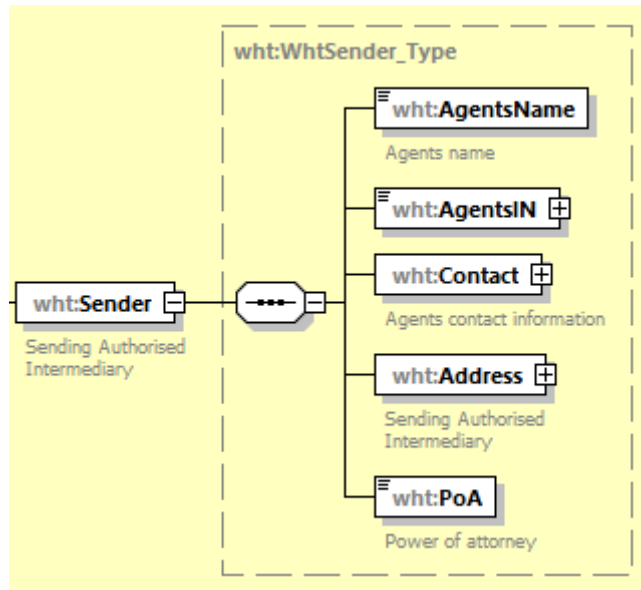 wht:WhtSender_Type
wht:AgentsName
Agents name
wht:AgentsIN
wht:Contact
Agents contact information
wht:Sender
Sending Authorised
Intermediary
wht:Address
Sending Authorised
Intermediary
wht:PoA
Power of attorney